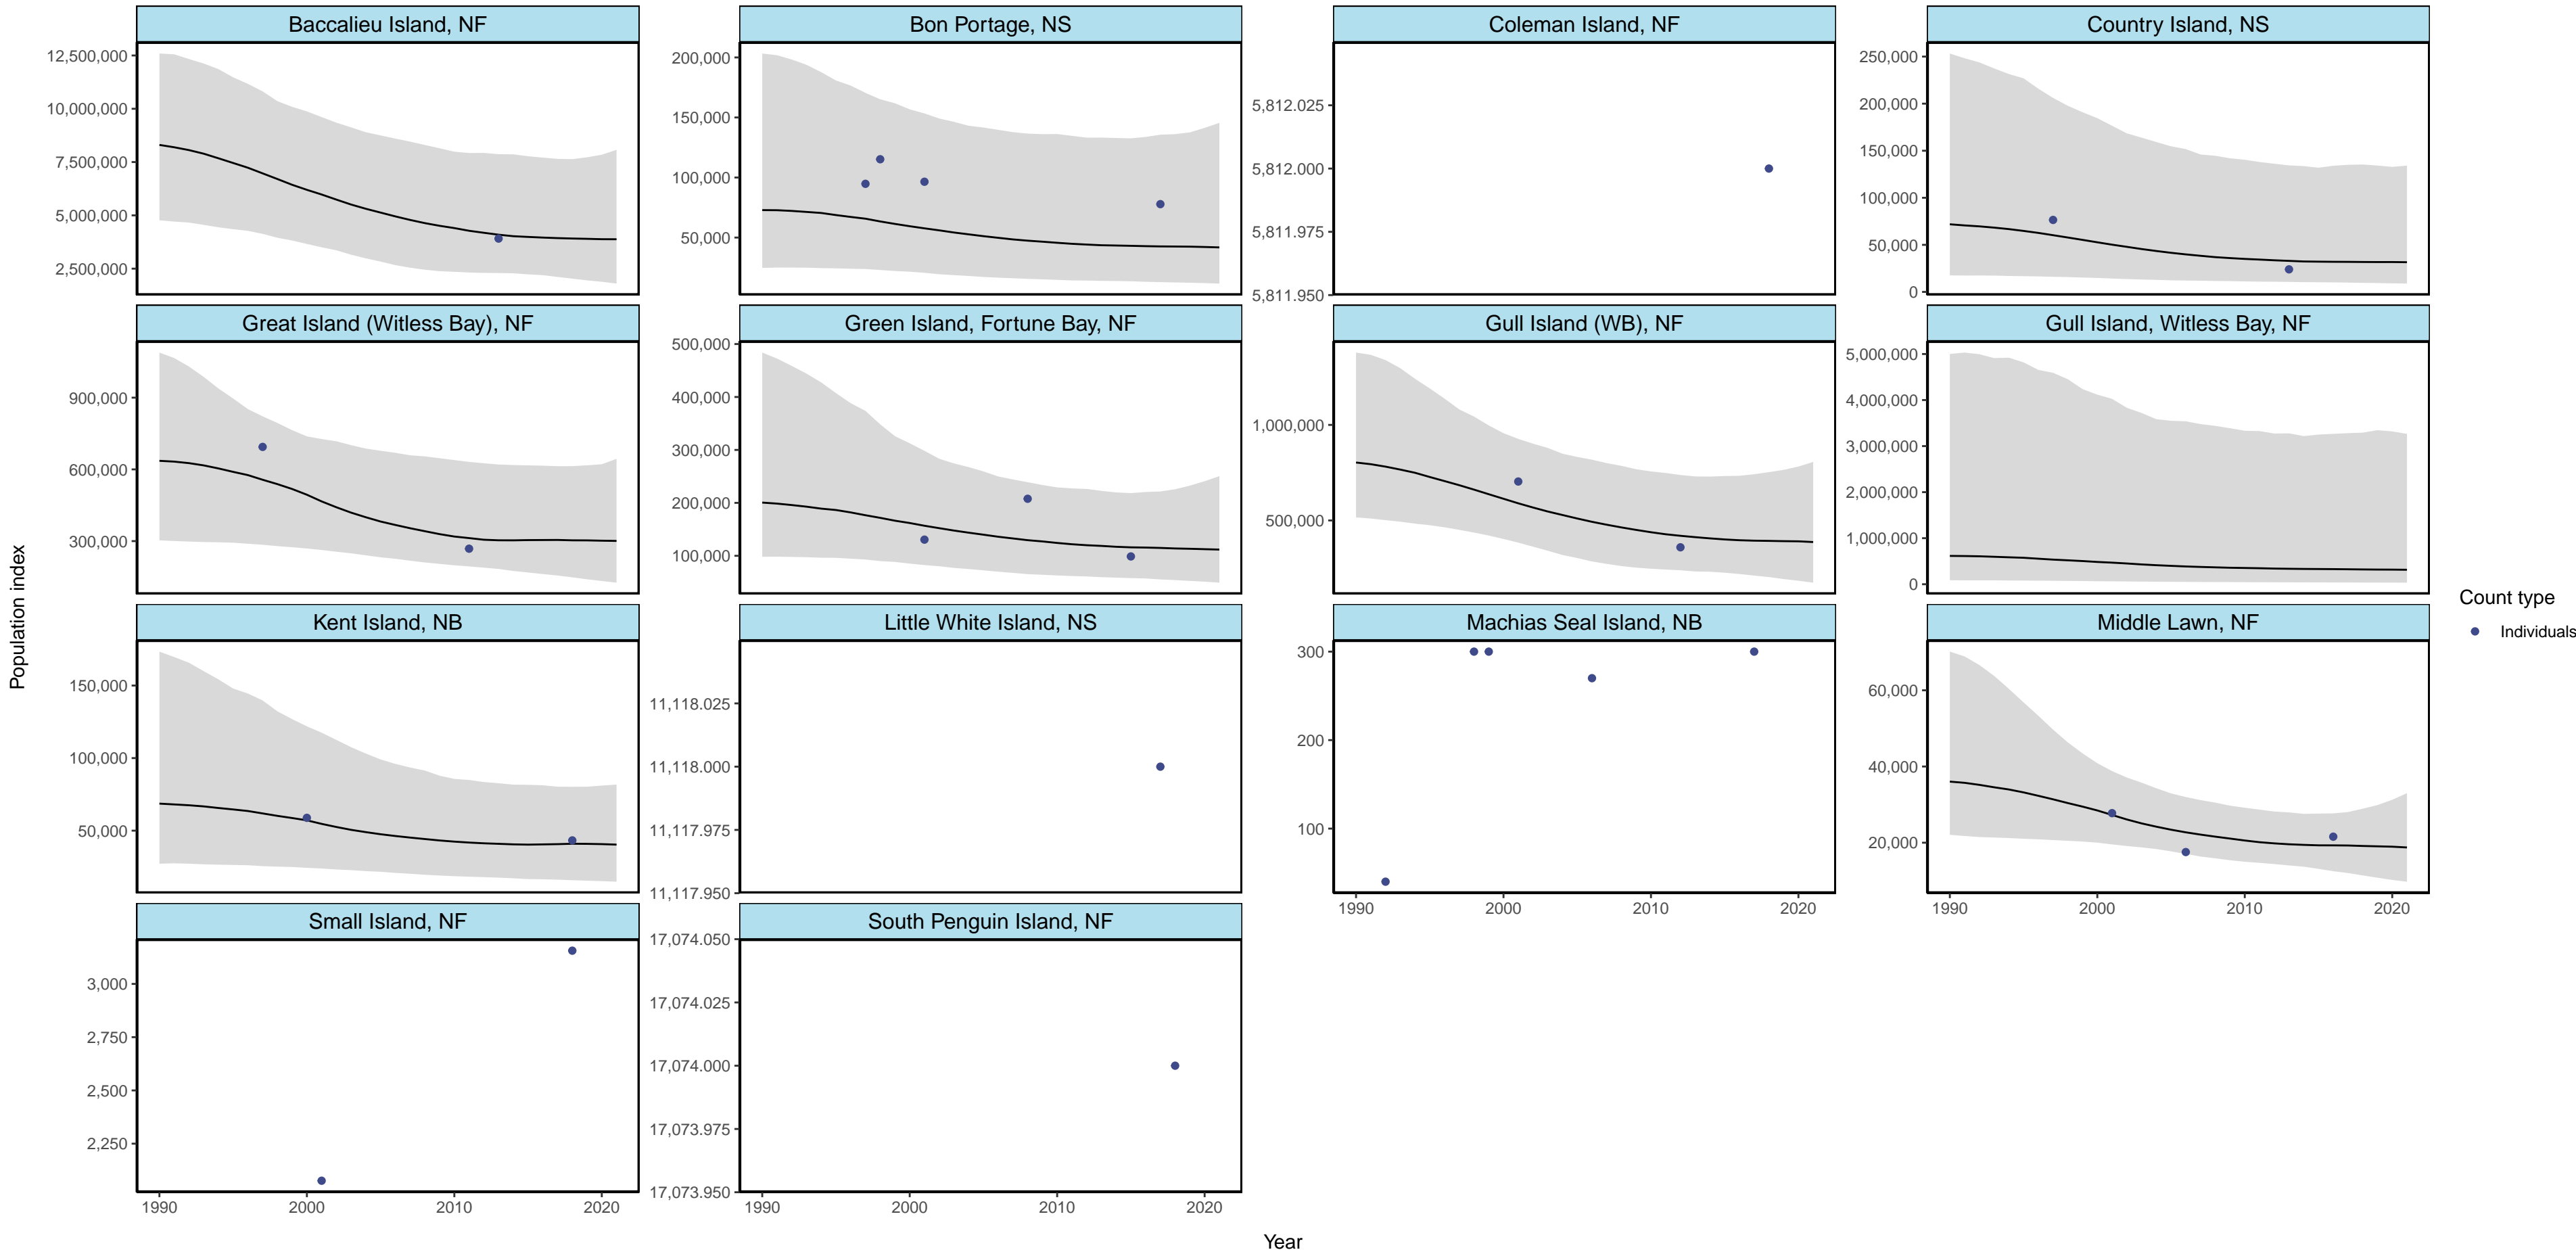 Baccalieu Island, NF
12,500,000
10,000,000
7,500,000
5,000,000
2,500,000
Bon Portage, NS
200,000
150,000
100,000
50,000
Coleman Island, NF
5,812.025
5,812.000
5,811.975
5,811.950
Country Island, NS
250,000
200,000
150,000
100,000
50,000
0
Great Island (Witless Bay), NF
900,000
600,000
300,000
Green Island, Fortune Bay, NF
500,000
400,000
300,000
200,000
100,000
Gull Island (WB), NF
1,000,000
500,000
Gull Island, Witless Bay, NF
5,000,000
4,000,000
3,000,000
2,000,000
1,000,000
0
Population index
Kent Island, NB
150,000
100,000
50,000
Little White Island, NS
11,118.025
11,118.000
11,117.975
11,117.950
Machias Seal Island, NB
300
200
100
1990 2000 2010 2020
Middle Lawn, NF
60,000
40,000
20,000
1990 2000 2010 2020
Count type
Individuals
Small Island, NF
3,000
2,750
2,500
2,250
1990 2000 2010 2020
South Penguin Island, NF
17,074.050
17,074.025
17,074.000
17,073.975
17,073.950
1990 2000 2010 2020
Year